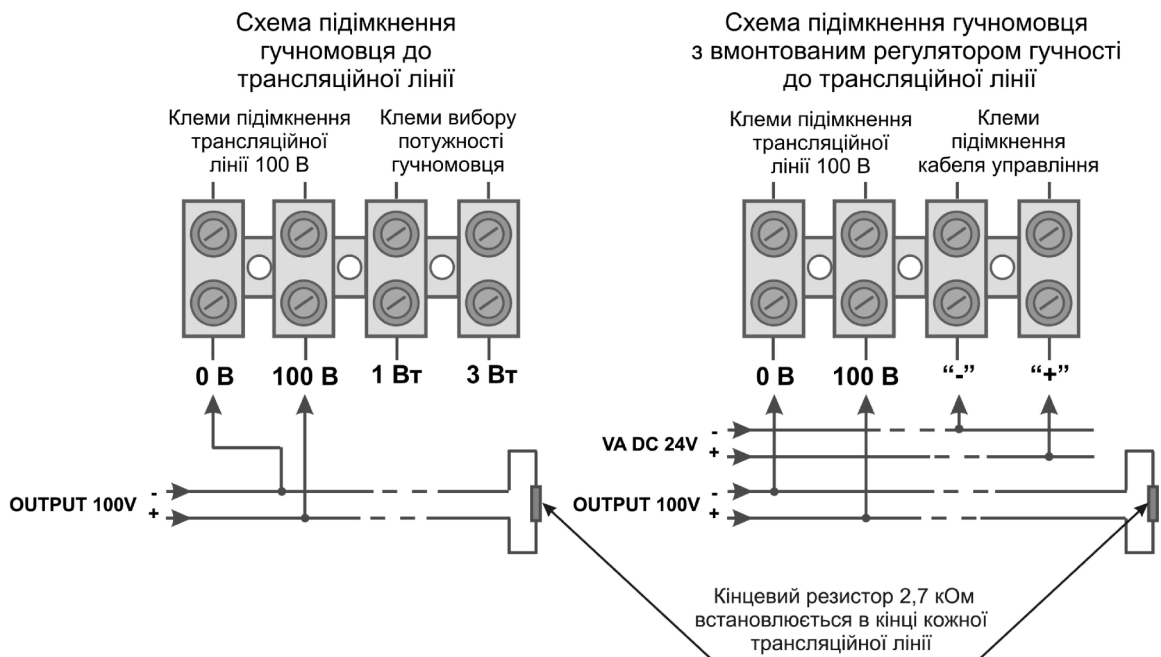 Схема підімкнення
гучномовця до
трансляційної лінії
Клеми підімкнення
трансляційної
лінії 100 В
Клеми вибору
потужності
гучномовця
0 В
100 В
1 Вт
3 Вт
OUTPUT 100V
-
+
Схема підімкнення гучномовця
з вмонтованим регулятором гучності
до трансляційної лінії
Клеми підімкнення
трансляційної
лінії 100 В
Клеми
підімкнення
кабеля управління
0 В
100 В
“-”
“+”
VA DC 24V
-
+
OUTPUT 100V
-
+
Кінцевий резистор 2,7 кОм
встановлюється в кінці кожної
трансляційної лінії